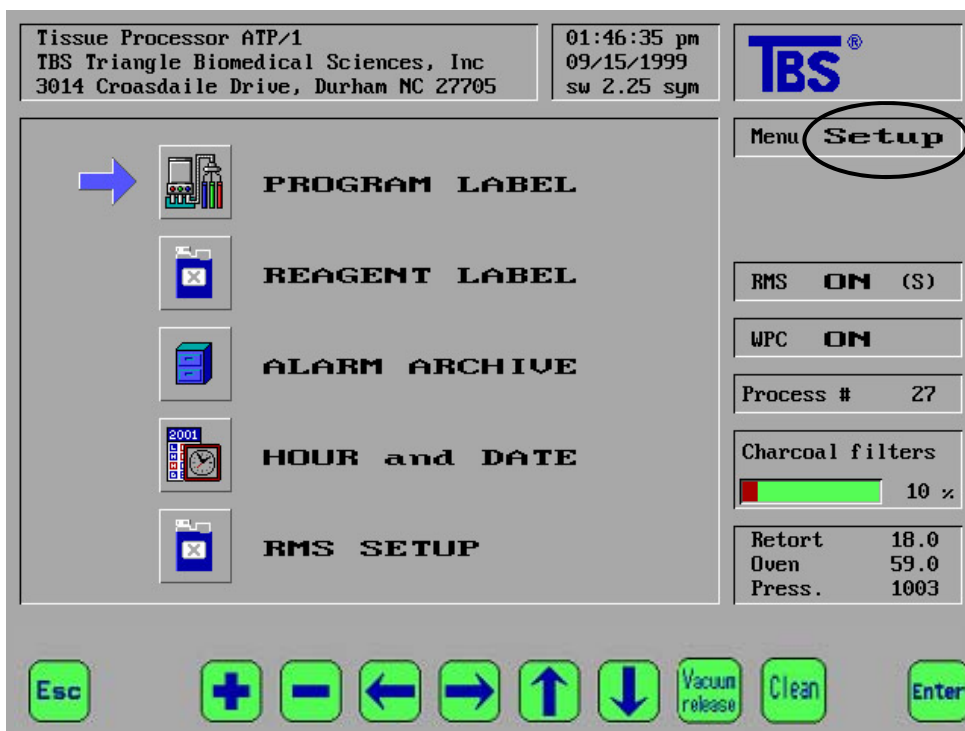 Tissue Processor ATP/1
TBS Triangle Biomedical Sciences, Inc
3014 Croasdaile Drive, Durham NC 27705
01:46:35 pm
09/15/1999
sw 2.25 sym
TBS®
Menu Setup
PROGRAM LABEL
REAGENT LABEL
ALARM ARCHIVE
2001
HOUR and DATE
RMS SETUP
RMS ON (S)
WPC ON
Process # 27
Charcoal filters
10 %
Retort 18.0
Oven 59.0
Press. 1003
Esc
Vacuum
release
Clean
Enter